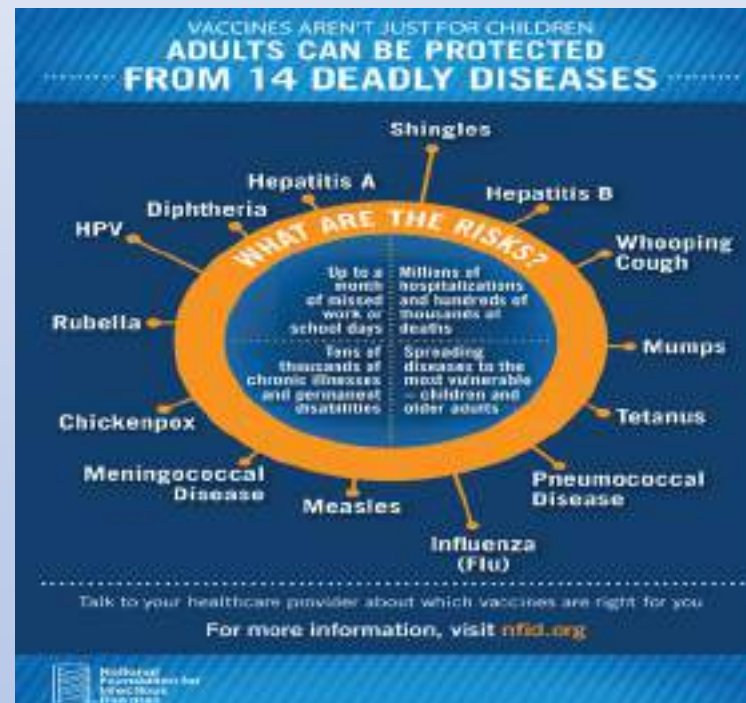 VACCINES AREN'T JUST FOR CHILDREN
ADULTS CAN BE PROTECTED
FROM 14 DEADLY DISEASES
Shingles
Hepatitis A
Hepatitis B
Diphtheria
HPV
Whooping
Cough
WHAT ARE THE RISKS?
Up to a
month
of missed
work or
school days
Millions of
hospitalizations
and hundreds of
thousands of
deaths
Rubella
Mumps
Tens of
thousands of
chronic illnesses
and permanent
disabilities
Spreading
diseases to the
most vulnerable
– children and
older adults
Chickenpox
Tetanus
Meningococcal
Disease
Pneumococcal
Disease
Measles
Influenza
(Flu)
Talk to your healthcare provider about which vaccines are right for you
For more information, visit nfid.org
National
Foundation for
Infectious
Diseases